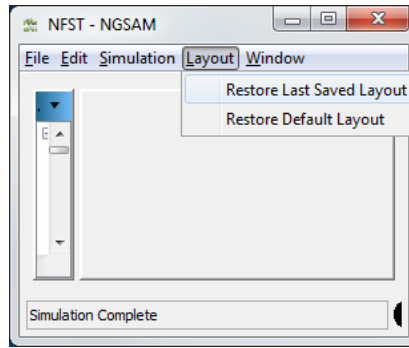 NFST - NGSAM
File Edit Simulation Layout Window
Restore Last Saved Layout
Restore Default Layout
E
Simulation Complete